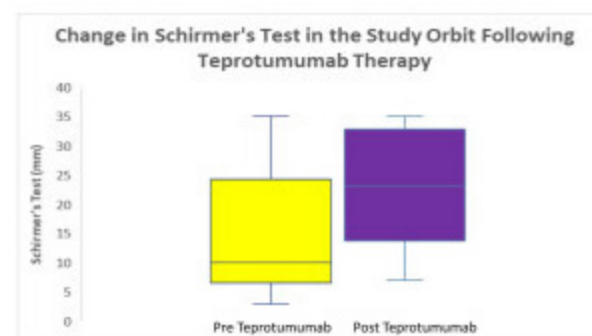 Change in Schirmer's Test in the Study Orbit Following
Teprotumumab Therapy
Schirmer's Test (mm)
40
35
30
25
20
15
10
5
0
Pre Teprotumumab
Post Teprotumumab